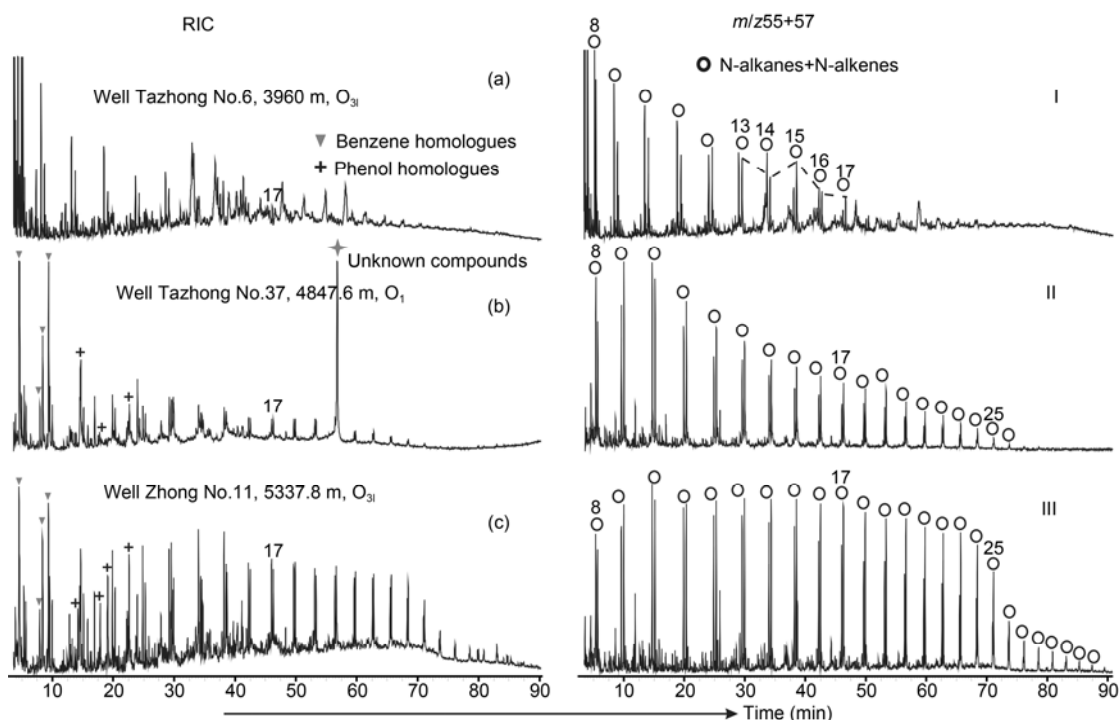 RIC
m/z55+57
8
(a)
N-alkanes+N-alkenes
I
Well Tazhong No.6, 3960 m, O3l
Benzene homologues
Phenol homologues
17
13
14
15
16
17
Unknown compounds
8
Well Tazhong No.37, 4847.6 m, O1
(b)
II
17
17
25
Well Zhong No.11, 5337.8 m, O3l
(c)
17
8
17
III
25
10 20 30 40 50 60 70 80 90
10 20 30 40 50 60 70 80 90
Time (min)